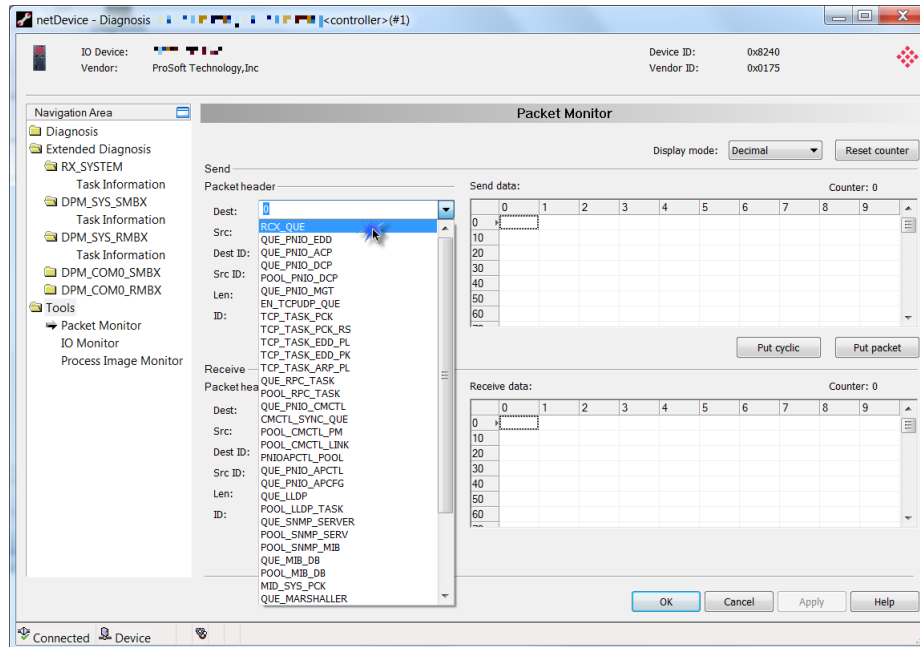 netDevice - Diagnosis <controller>(#1)
IO Device:
Vendor: ProSoft Technology,Inc
Device ID: 0x8240
Vendor ID: 0x0175
Navigation Area
Diagnosis
Extended Diagnosis
RX_SYSTEM
Task Information
DPM_SYS_SMBX
Task Information
DPM_SYS_RMBX
Task Information
DPM_COM0_SMBX
DPM_COM0_RMBX
Tools
Packet Monitor
IO Monitor
Process Image Monitor
Packet Monitor
Display mode: Decimal Reset counter
Send
Packet header
Dest: 0
Src:
Dest ID:
Src ID:
Len:
ID:
RCX_QUE
QUE_PNIO_EDD
QUE_PNIO_ACP
QUE_PNIO_DCP
POOL_PNIO_DCP
QUE_PNIO_MGT
EN_TCPUDP_QUE
TCP_TASK_PCK
TCP_TASK_PCK_RS
TCP_TASK_EDD_PL
TCP_TASK_EDD_PK
TCP_TASK_ARP_PL
QUE_RPC_TASK
POOL_RPC_TASK
QUE_PNIO_CMCTL
CMCTL_SYNC_QUE
POOL_CMCTL_PM
POOL_CMCTL_LINK
PNIOAPCTL_POOL
QUE_PNIO_APCTL
QUE_PNIO_APCFG
QUE_LLDP
POOL_LLDP_TASK
QUE_SNMP_SERVER
POOL_SNMP_SERV
POOL_SNMP_MIB
QUE_MIB_DB
POOL_MIB_DB
MID_SYS_PCK
QUE_MARSHALLER
Send data: Counter: 0
0 1 2 3 4 5 6 7 8 9
0
10
20
30
40
50
60
Put cyclic Put packet
Receive
Packet hea
Dest:
Src:
Dest ID:
Src ID:
Len:
ID:
Receive data: Counter: 0
0 1 2 3 4 5 6 7 8 9
0
10
20
30
40
50
60
OK Cancel Apply Help
Connected Device